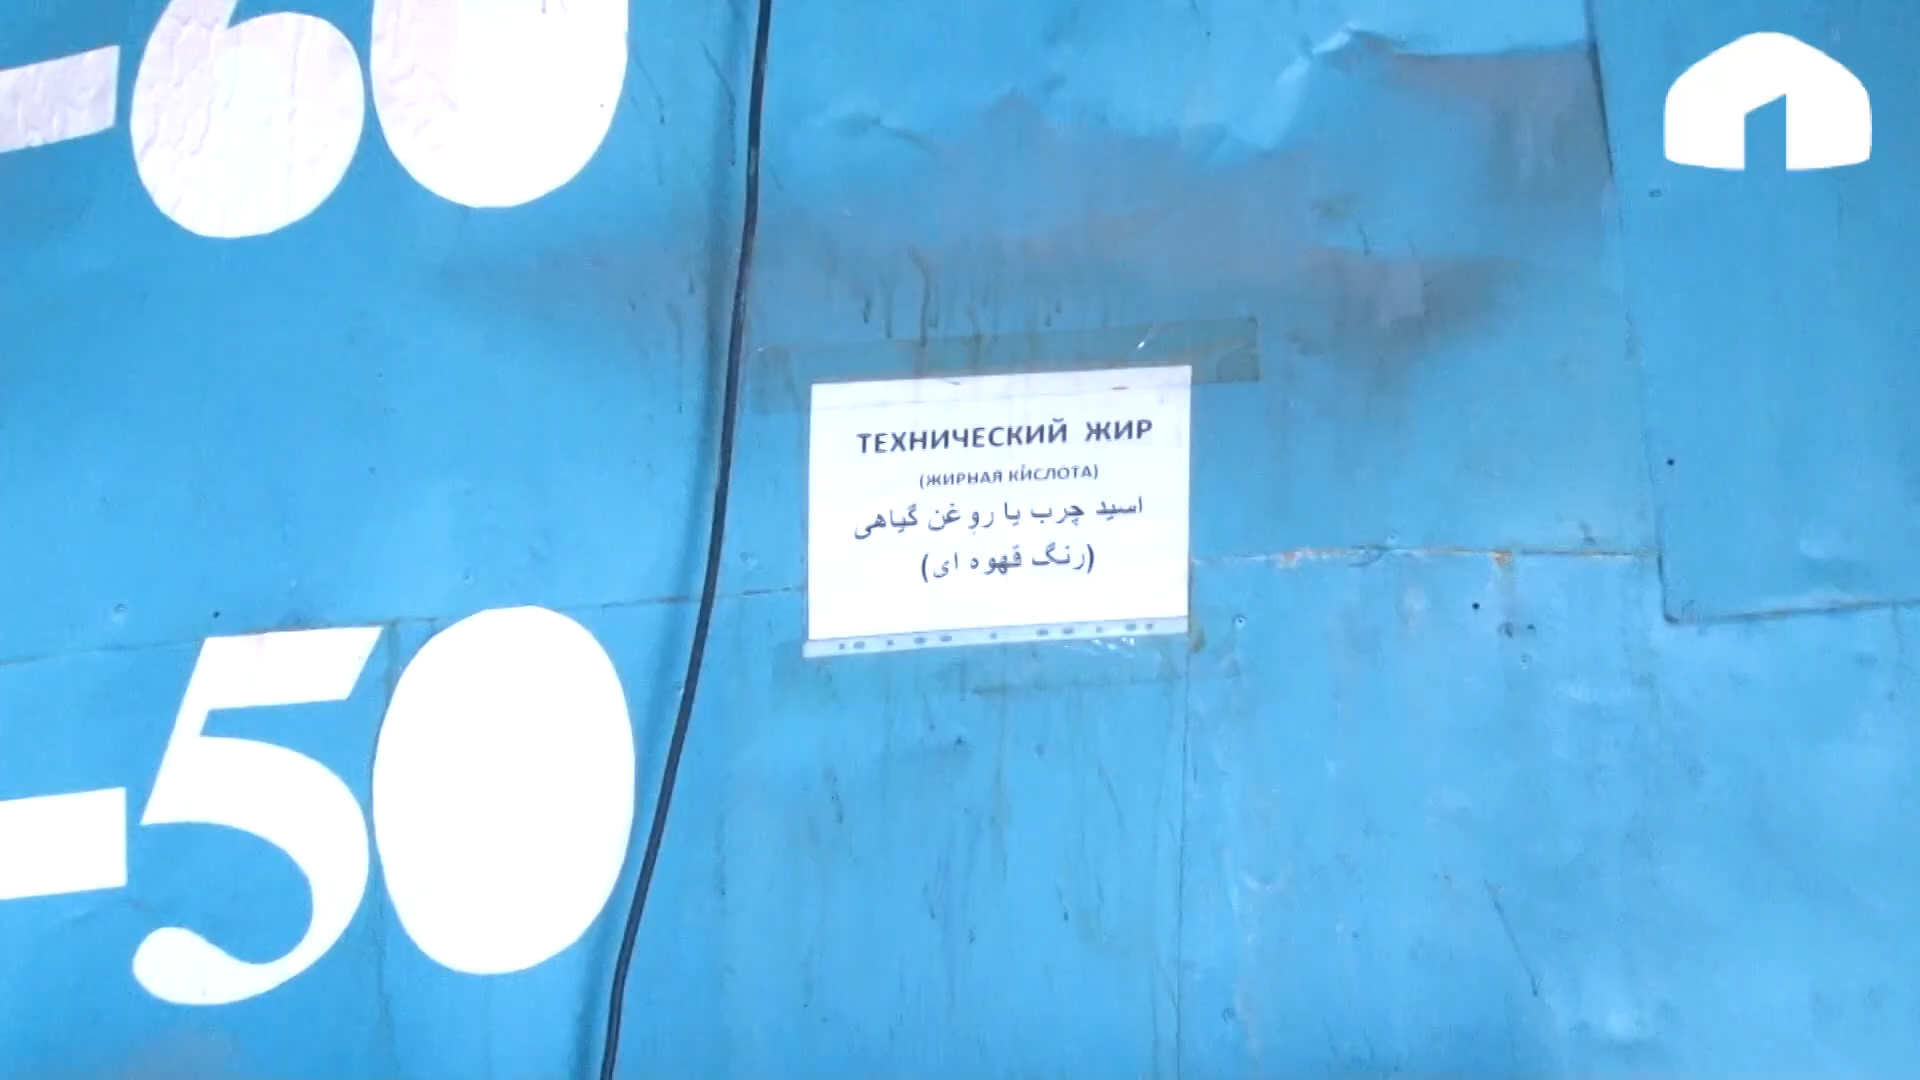 -60
ТЕХНИЧЕСКИЙ ЖИР
(ЖИРНАЯ КИСЛОТА)
اسید چرب یا روغن گیاهی
(رنگ قهوه ای)
-50